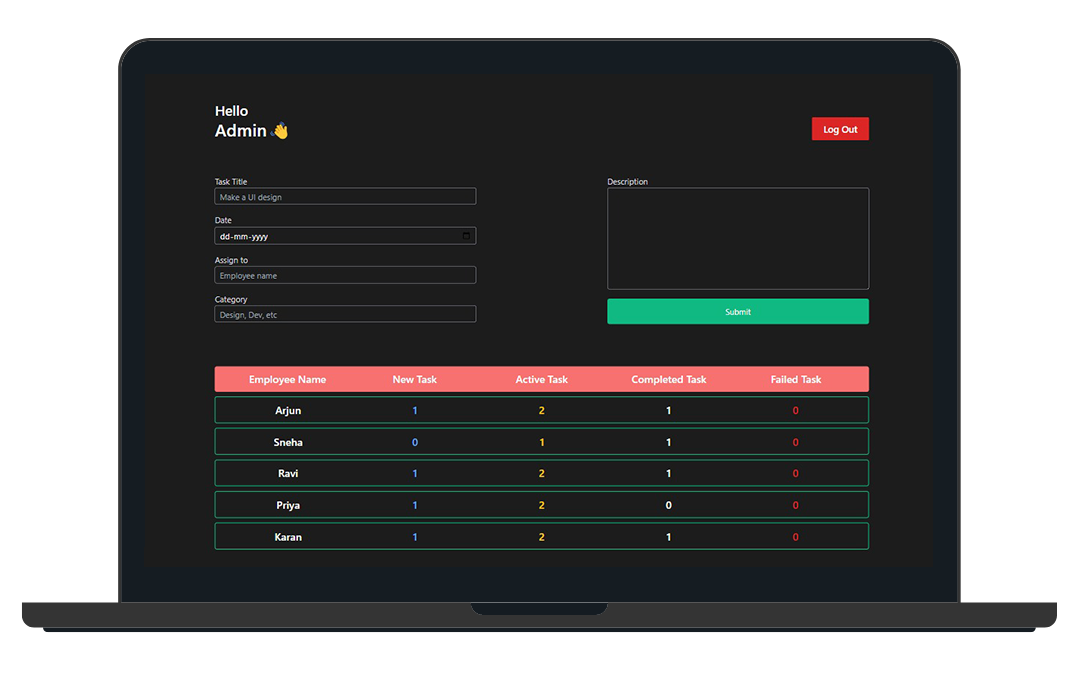 Hello
Admin 👋
Log Out
Task Title
Make a UI design
Date
dd-mm-yyyy
Assign to
Employee name
Category
Design, Dev, etc
Description
Submit
Employee Name New Task Active Task Completed Task Failed Task
Arjun 1 2 1 0
Sneha 0 1 1 0
Ravi 1 2 1 0
Priya 1 2 0 0
Karan 1 2 1 0